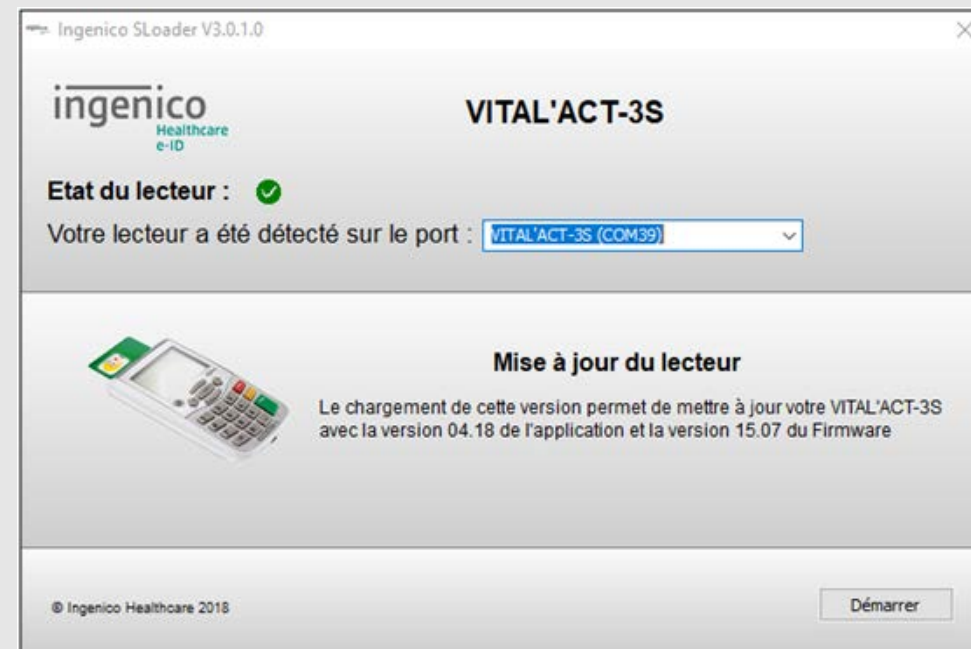 Ingenico SLoader V3.0.1.0
ingenico
Healthcare
e-ID
VITAL'ACT-3S
Etat du lecteur :
Votre lecteur a été détecté sur le port : VITAL'ACT-3S (COM39)
Mise à jour du lecteur
Le chargement de cette version permet de mettre à jour votre VITAL'ACT-3S
avec la version 04.18 de l'application et la version 15.07 du Firmware
© Ingenico Healthcare 2018
Démarrer